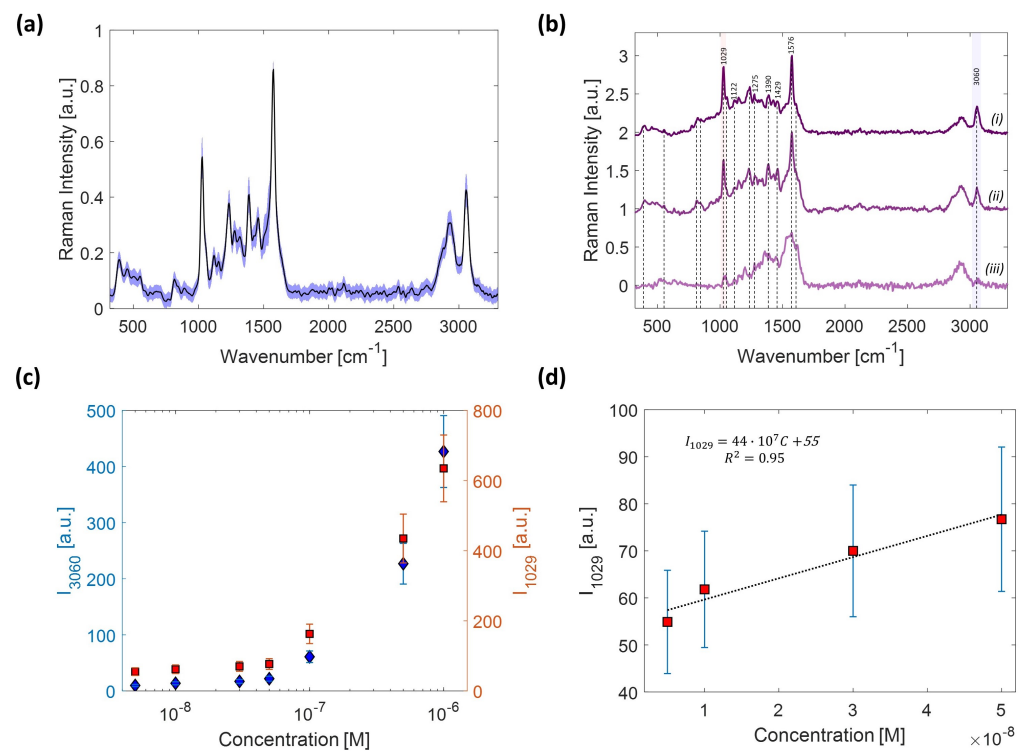 (a)
1
0.8
0.6
0.4
0.2
0
Raman Intensity [a.u.]
500 1000 1500 2000 2500 3000
Wavenumber [cm⁻¹]
(b)
3
2.5
2
1.5
1
0.5
0
Raman Intensity [a.u.]
1029
1122
1275
1390
1429
1576
3060
(i)
(ii)
(iii)
500 1000 1500 2000 2500 3000
Wavenumber [cm⁻¹]
(c)
500
400
300
200
100
0
I₃₀₆₀ [a.u.]
800
600
400
200
0
I₁₀₂₉ [a.u.]
10⁻⁸ 10⁻⁷ 10⁻⁶
Concentration [M]
(d)
100
90
80
70
60
50
40
I₁₀₂₉ [a.u.]
I₁₀₂₉ = 44 · 10⁷C + 55
R² = 0.95
1 2 3 4 5
Concentration [M]
×10⁻⁸